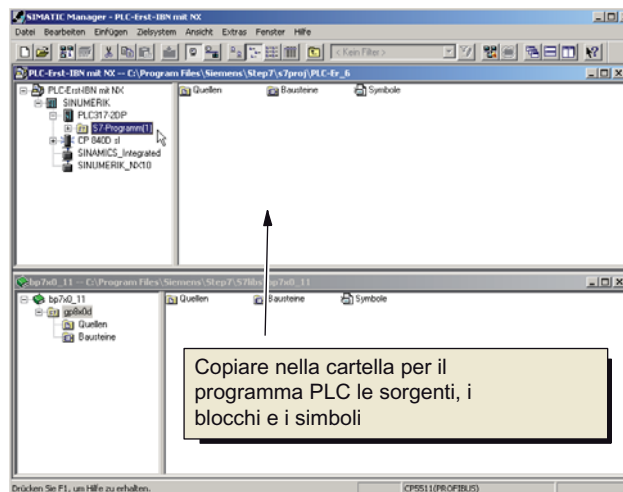 SIMATIC Manager - PLC-Erst-IBN mit NX
Datei Bearbeiten Einfügen Zielsystem Ansicht Extras Fenster Hilfe
< Kein Filter >
PLC-Erst-IBN mit NX -- C:\Program Files\Siemens\Step7\s7proj\PLC-Er_6
PLC-Erst-IBN mit NX
SINUMERIK
PLC317-2DP
S7-Programm(1)
CP 840D sl
SINAMICS_Integrated
SINUMERIK_NX10
Quellen Bausteine Symbole
bp7x0_11 -- C:\Program Files\Siemens\Step7\S7libs\bp7x0_11
bp7x0_11
gp8x0d
Quellen
Bausteine
Quellen Bausteine Symbole
Copiare nella cartella per il
programma PLC le sorgenti, i
blocchi e i simboli
Drücken Sie F1, um Hilfe zu erhalten.
CP5511(PROFIBUS)